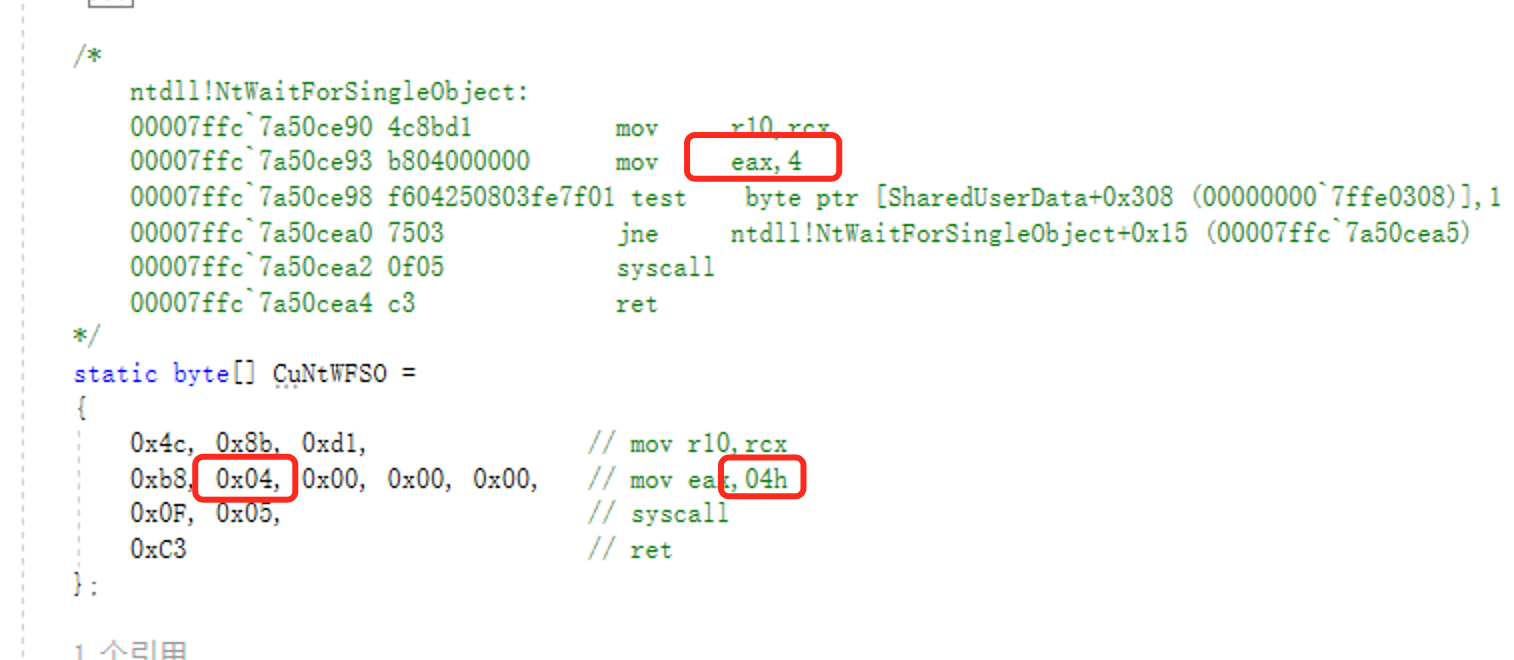 /*
ntdll!NtWaitForSingleObject:
00007ffc`7a50ce90 4c8bd1 mov r10,rcx
00007ffc`7a50ce93 b804000000 mov eax,4
00007ffc`7a50ce98 f604250803fe7f01 test byte ptr [SharedUserData+0x308 (00000000`7ffe0308)],1
00007ffc`7a50cea0 7503 jne ntdll!NtWaitForSingleObject+0x15 (00007ffc`7a50cea5)
00007ffc`7a50cea2 0f05 syscall
00007ffc`7a50cea4 c3 ret
*/
static byte[] CuNtWFSO =
{
0x4c, 0x8b, 0xd1, // mov r10,rcx
0xb8, 0x04, 0x00, 0x00, 0x00, // mov eax,04h
0x0F, 0x05, // syscall
0xC3 // ret
};
1 个引用